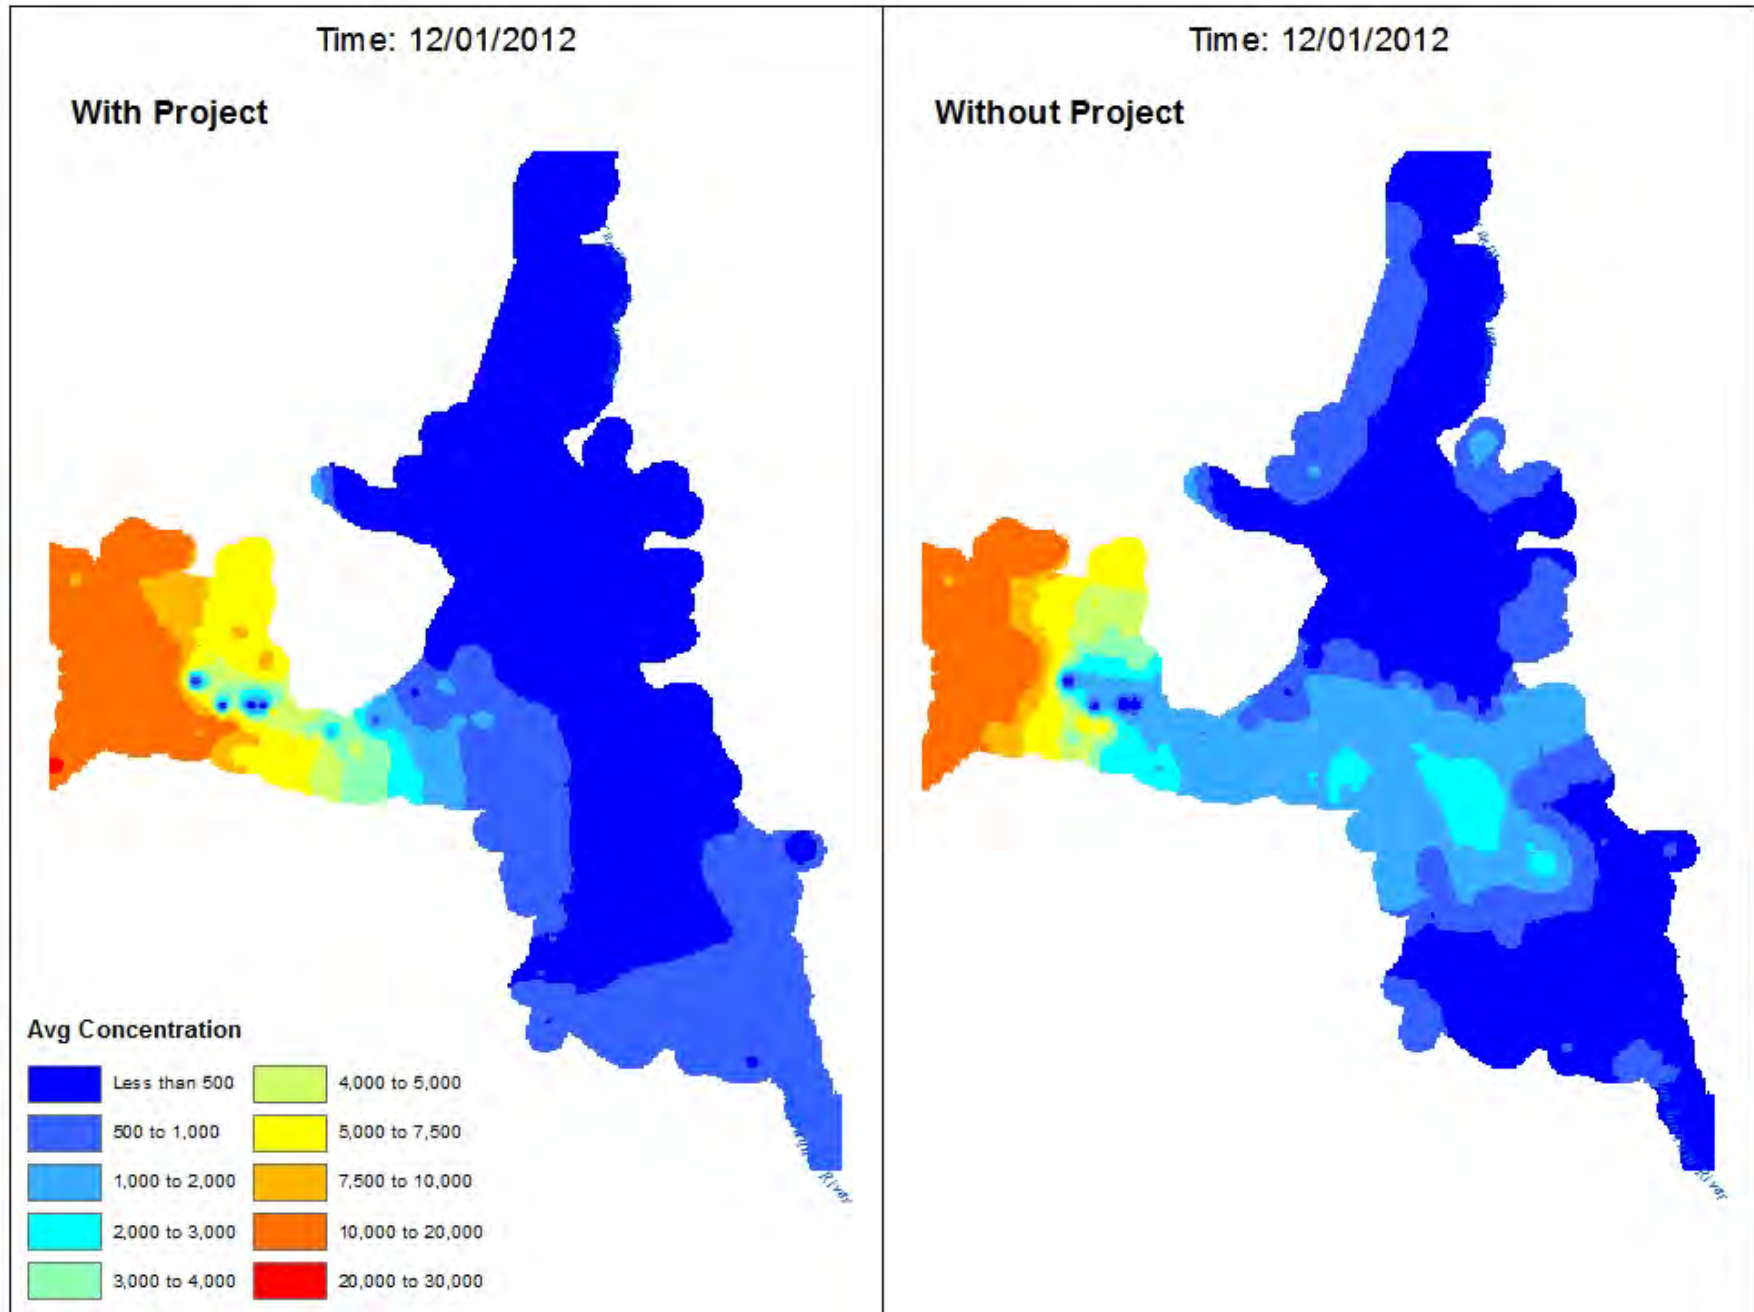 Time: 12/01/2012
With Project
Time: 12/01/2012
Without Project
Avg Concentration
Less than 500
500 to 1,000
1,000 to 2,000
2,000 to 3,000
3,000 to 4,000
4,000 to 5,000
5,000 to 7,500
7,500 to 10,000
10,000 to 20,000
20,000 to 30,000
River
River